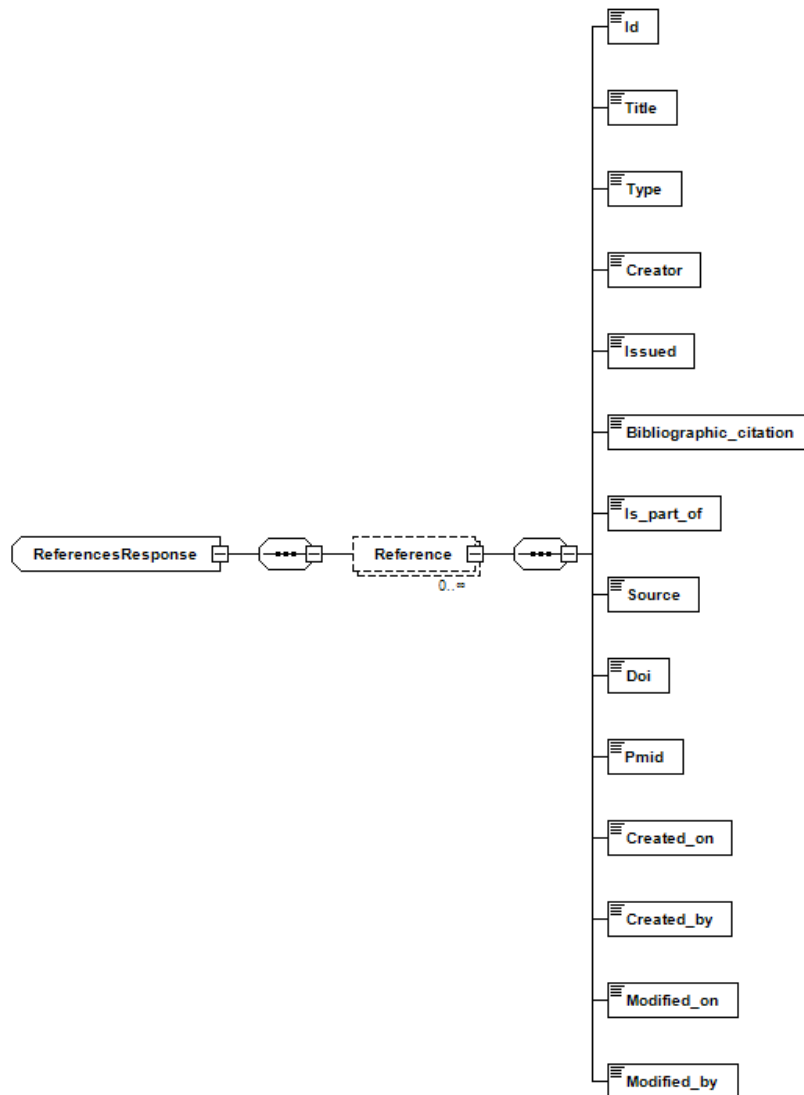 Id
Title
Type
Creator
Issued
Bibliographic_citation
Is_part_of
ReferencesResponse
Reference
0..∞
Source
Doi
Pmid
Created_on
Created_by
Modified_on
Modified_by